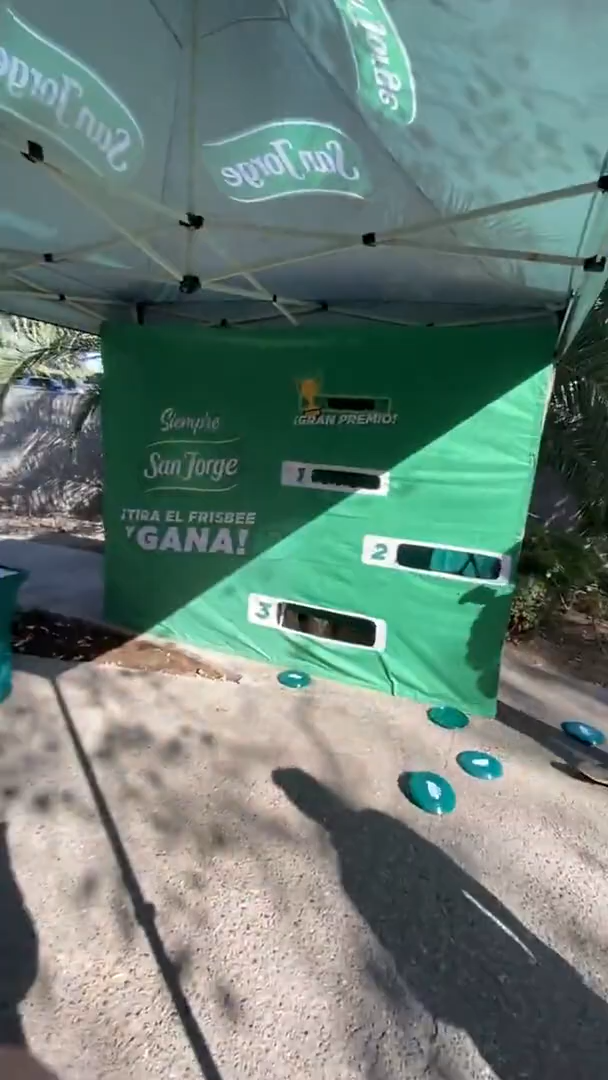 San Jorge
San Jorge
San Jorge
¡GRAN PREMIO!
Siempre
San Jorge
1
¡TIRA EL FRISBEE
Y GANA!
2
3